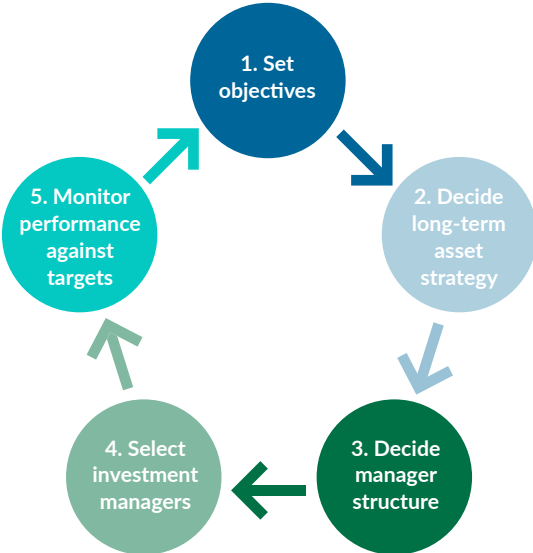 1. Set
objectives
2. Decide
long-term
asset
strategy
3. Decide
manager
structure
4. Select
investment
managers
5. Monitor
performance
against
targets